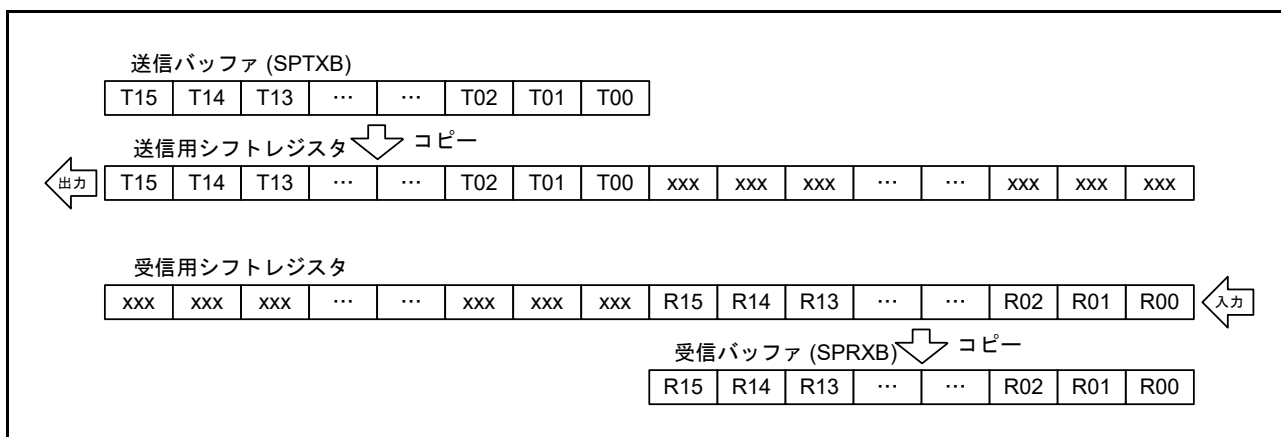 送信バッファ (SPTXB)
T15 T14 T13 … … T02 T01 T00
コピー
送信用シフトレジスタ
出力 T15 T14 T13 … … T02 T01 T00 xxx xxx xxx … … xxx xxx xxx
受信用シフトレジスタ
xxx xxx xxx … … xxx xxx xxx R15 R14 R13 … … R02 R01 R00 入力
受信バッファ (SPRXB) コピー
R15 R14 R13 … … R02 R01 R00